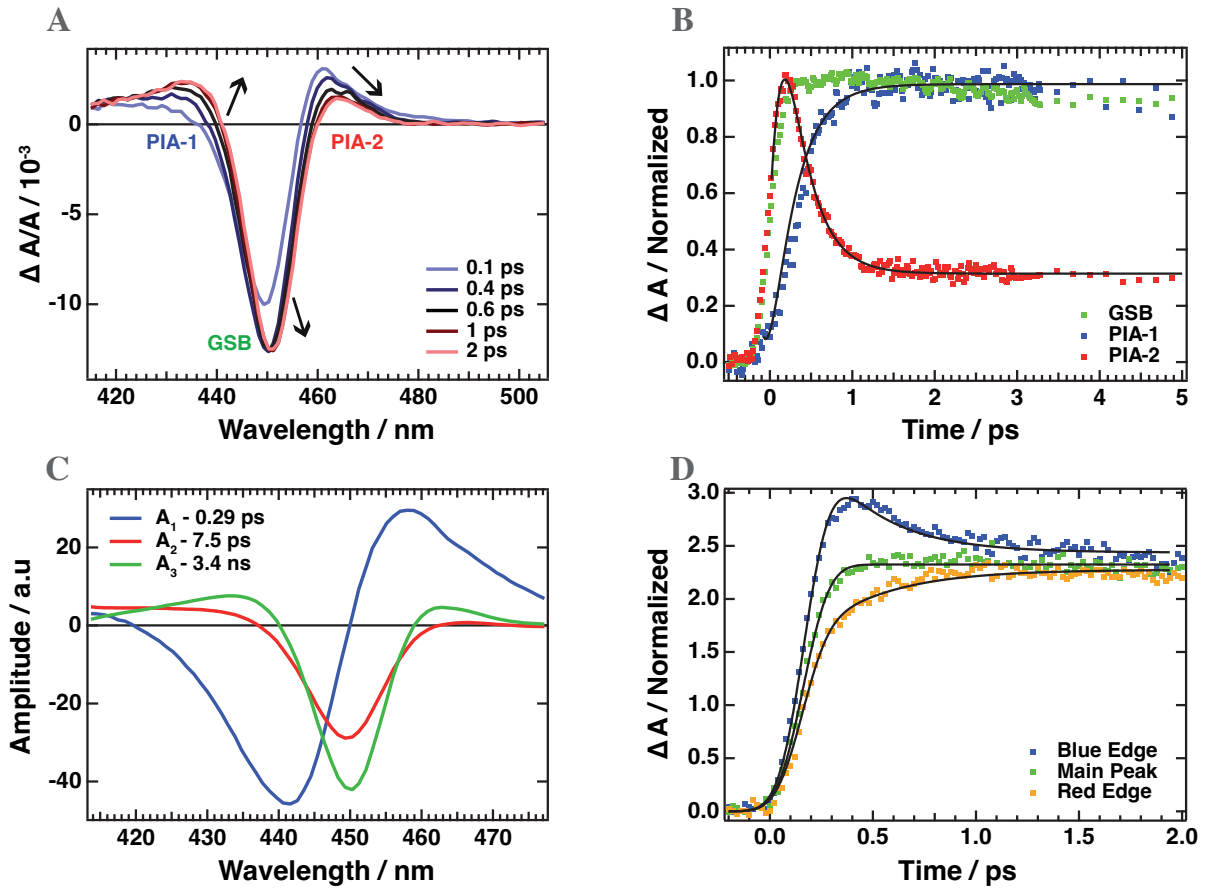 A
Δ A/A / 10⁻³
0
-5
-10
PIA-1
PIA-2
GSB
0.1 ps
0.4 ps
0.6 ps
1 ps
2 ps
420 440 460 480 500
Wavelength / nm
B
Δ A / Normalized
1.0
0.8
0.6
0.4
0.2
0.0
GSB
PIA-1
PIA-2
0 1 2 3 4 5
Time / ps
C
Amplitude / a.u
20
0
-20
-40
A₁ - 0.29 ps
A₂ - 7.5 ps
A₃ - 3.4 ns
420 430 440 450 460 470
Wavelength / nm
D
Δ A / Normalized
3.0
2.5
2.0
1.5
1.0
0.5
0.0
Blue Edge
Main Peak
Red Edge
0.0 0.5 1.0 1.5 2.0
Time / ps